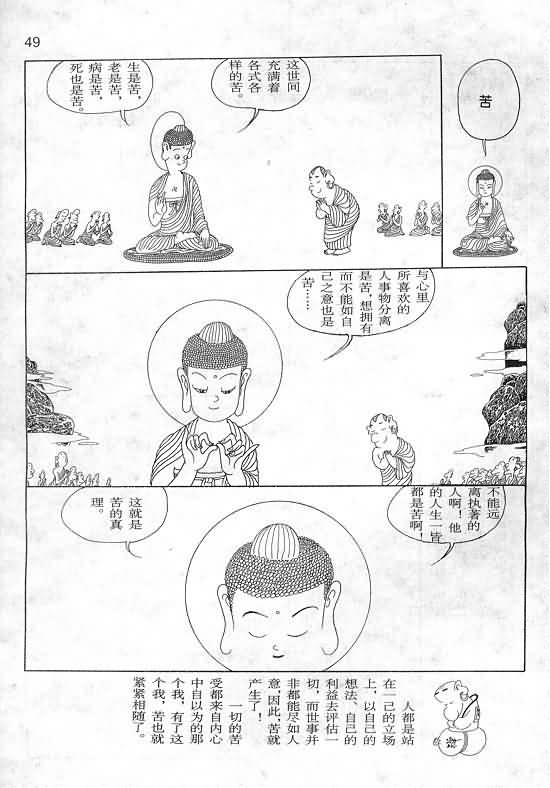 49
苦
这世间
充满着
各式各
样的苦。
生是苦,
老是苦,
病是苦,
死也是苦。
与心里
所喜欢的
人事物分离
是苦,想拥有
而不能如自
己之意也是
苦……
不能远
离执著的
人啊!他
的人生一皆
都是苦啊!
这就是
苦的真
理。
人都是站
在一己的立场
上,以自己的
想法、自己的
利益去评估一
切,而世事并
非都能尽如人
意,因此,苦就
产生了!
一切的苦
受都来自内心
中自以为的那
个我,有了这
个我,苦也就
紧紧相随了。